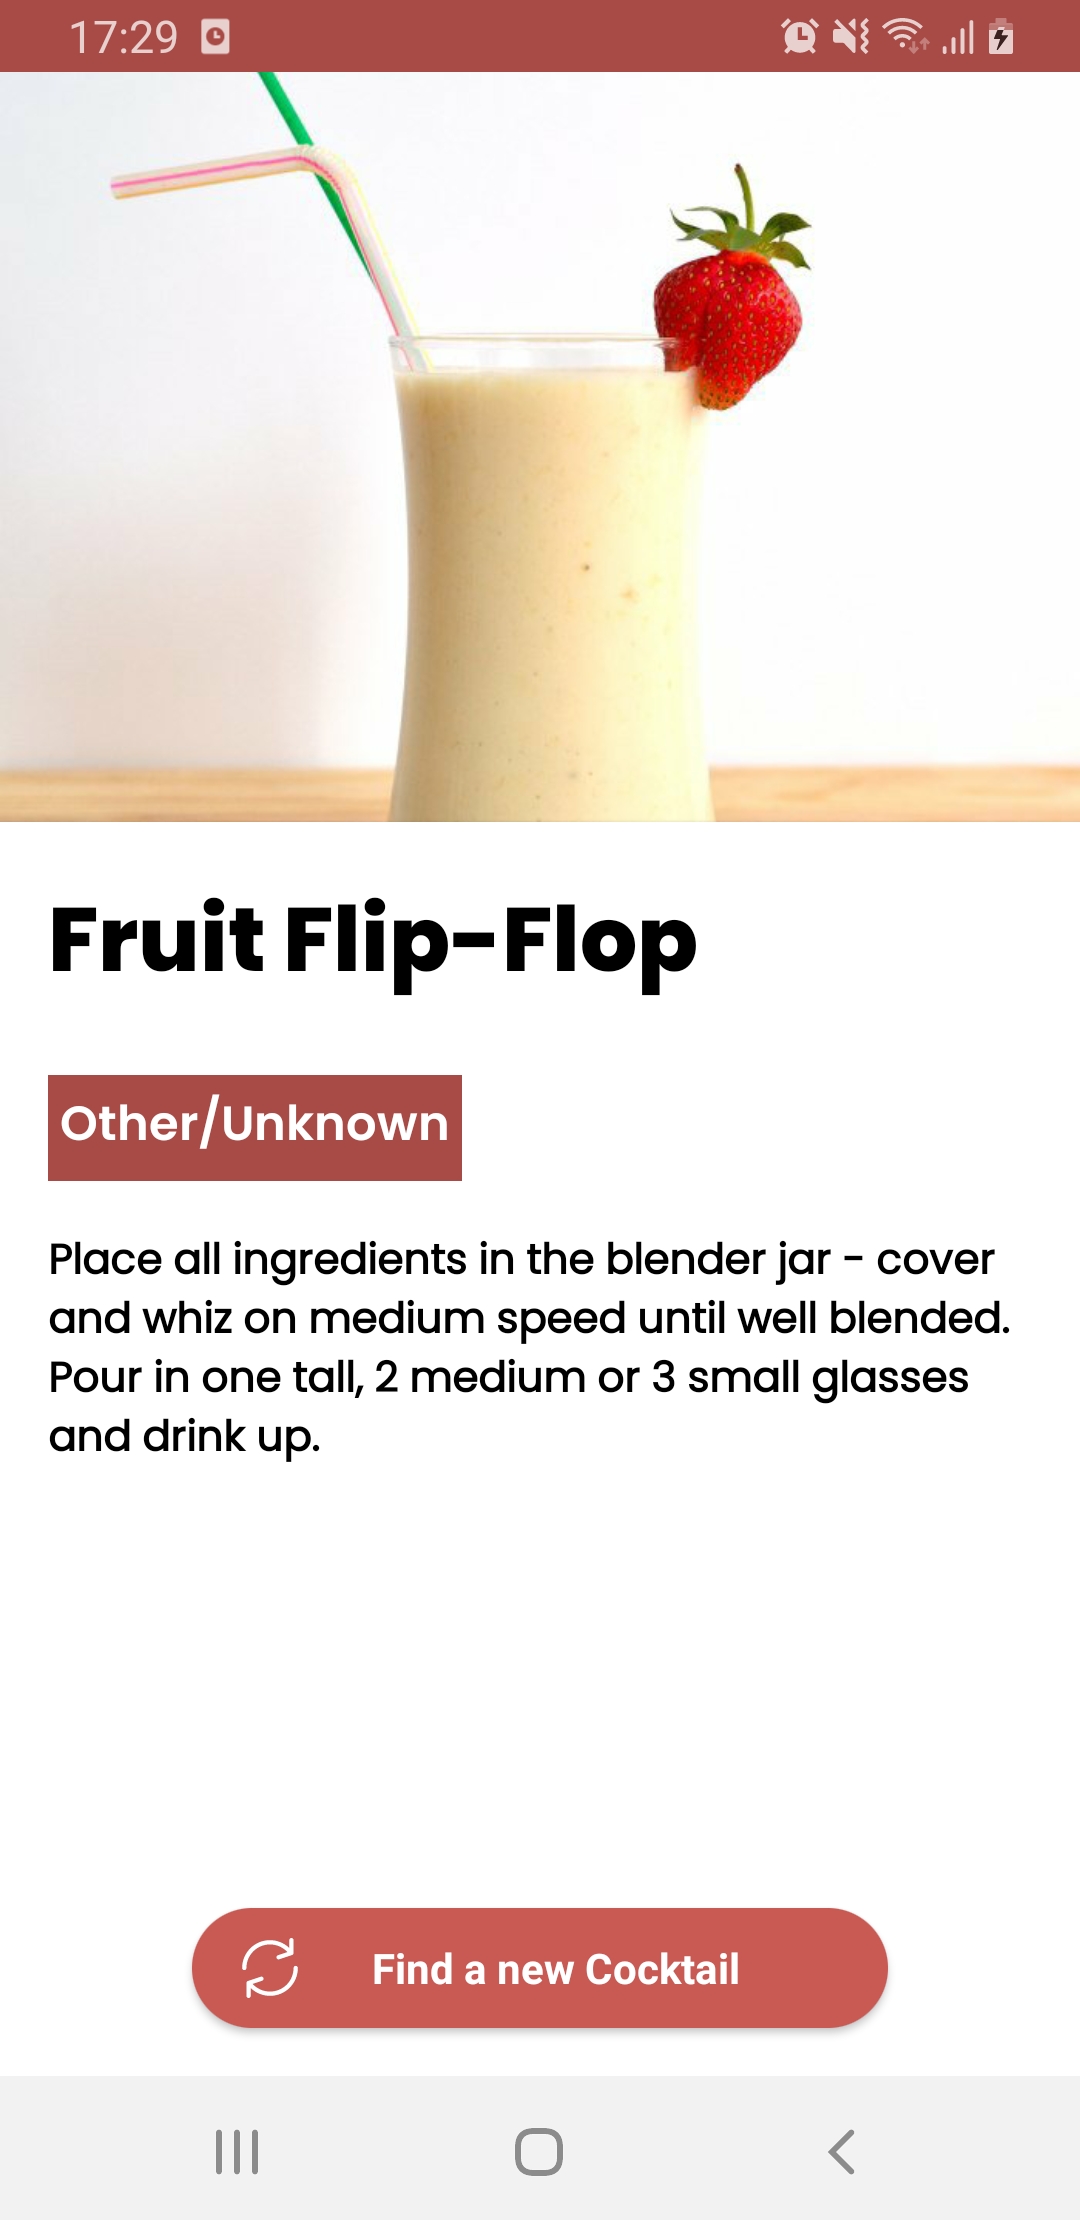 17:29
Fruit Flip-Flop
Other/Unknown
Place all ingredients in the blender jar - cover
and whiz on medium speed until well blended.
Pour in one tall, 2 medium or 3 small glasses
and drink up.
Find a new Cocktail